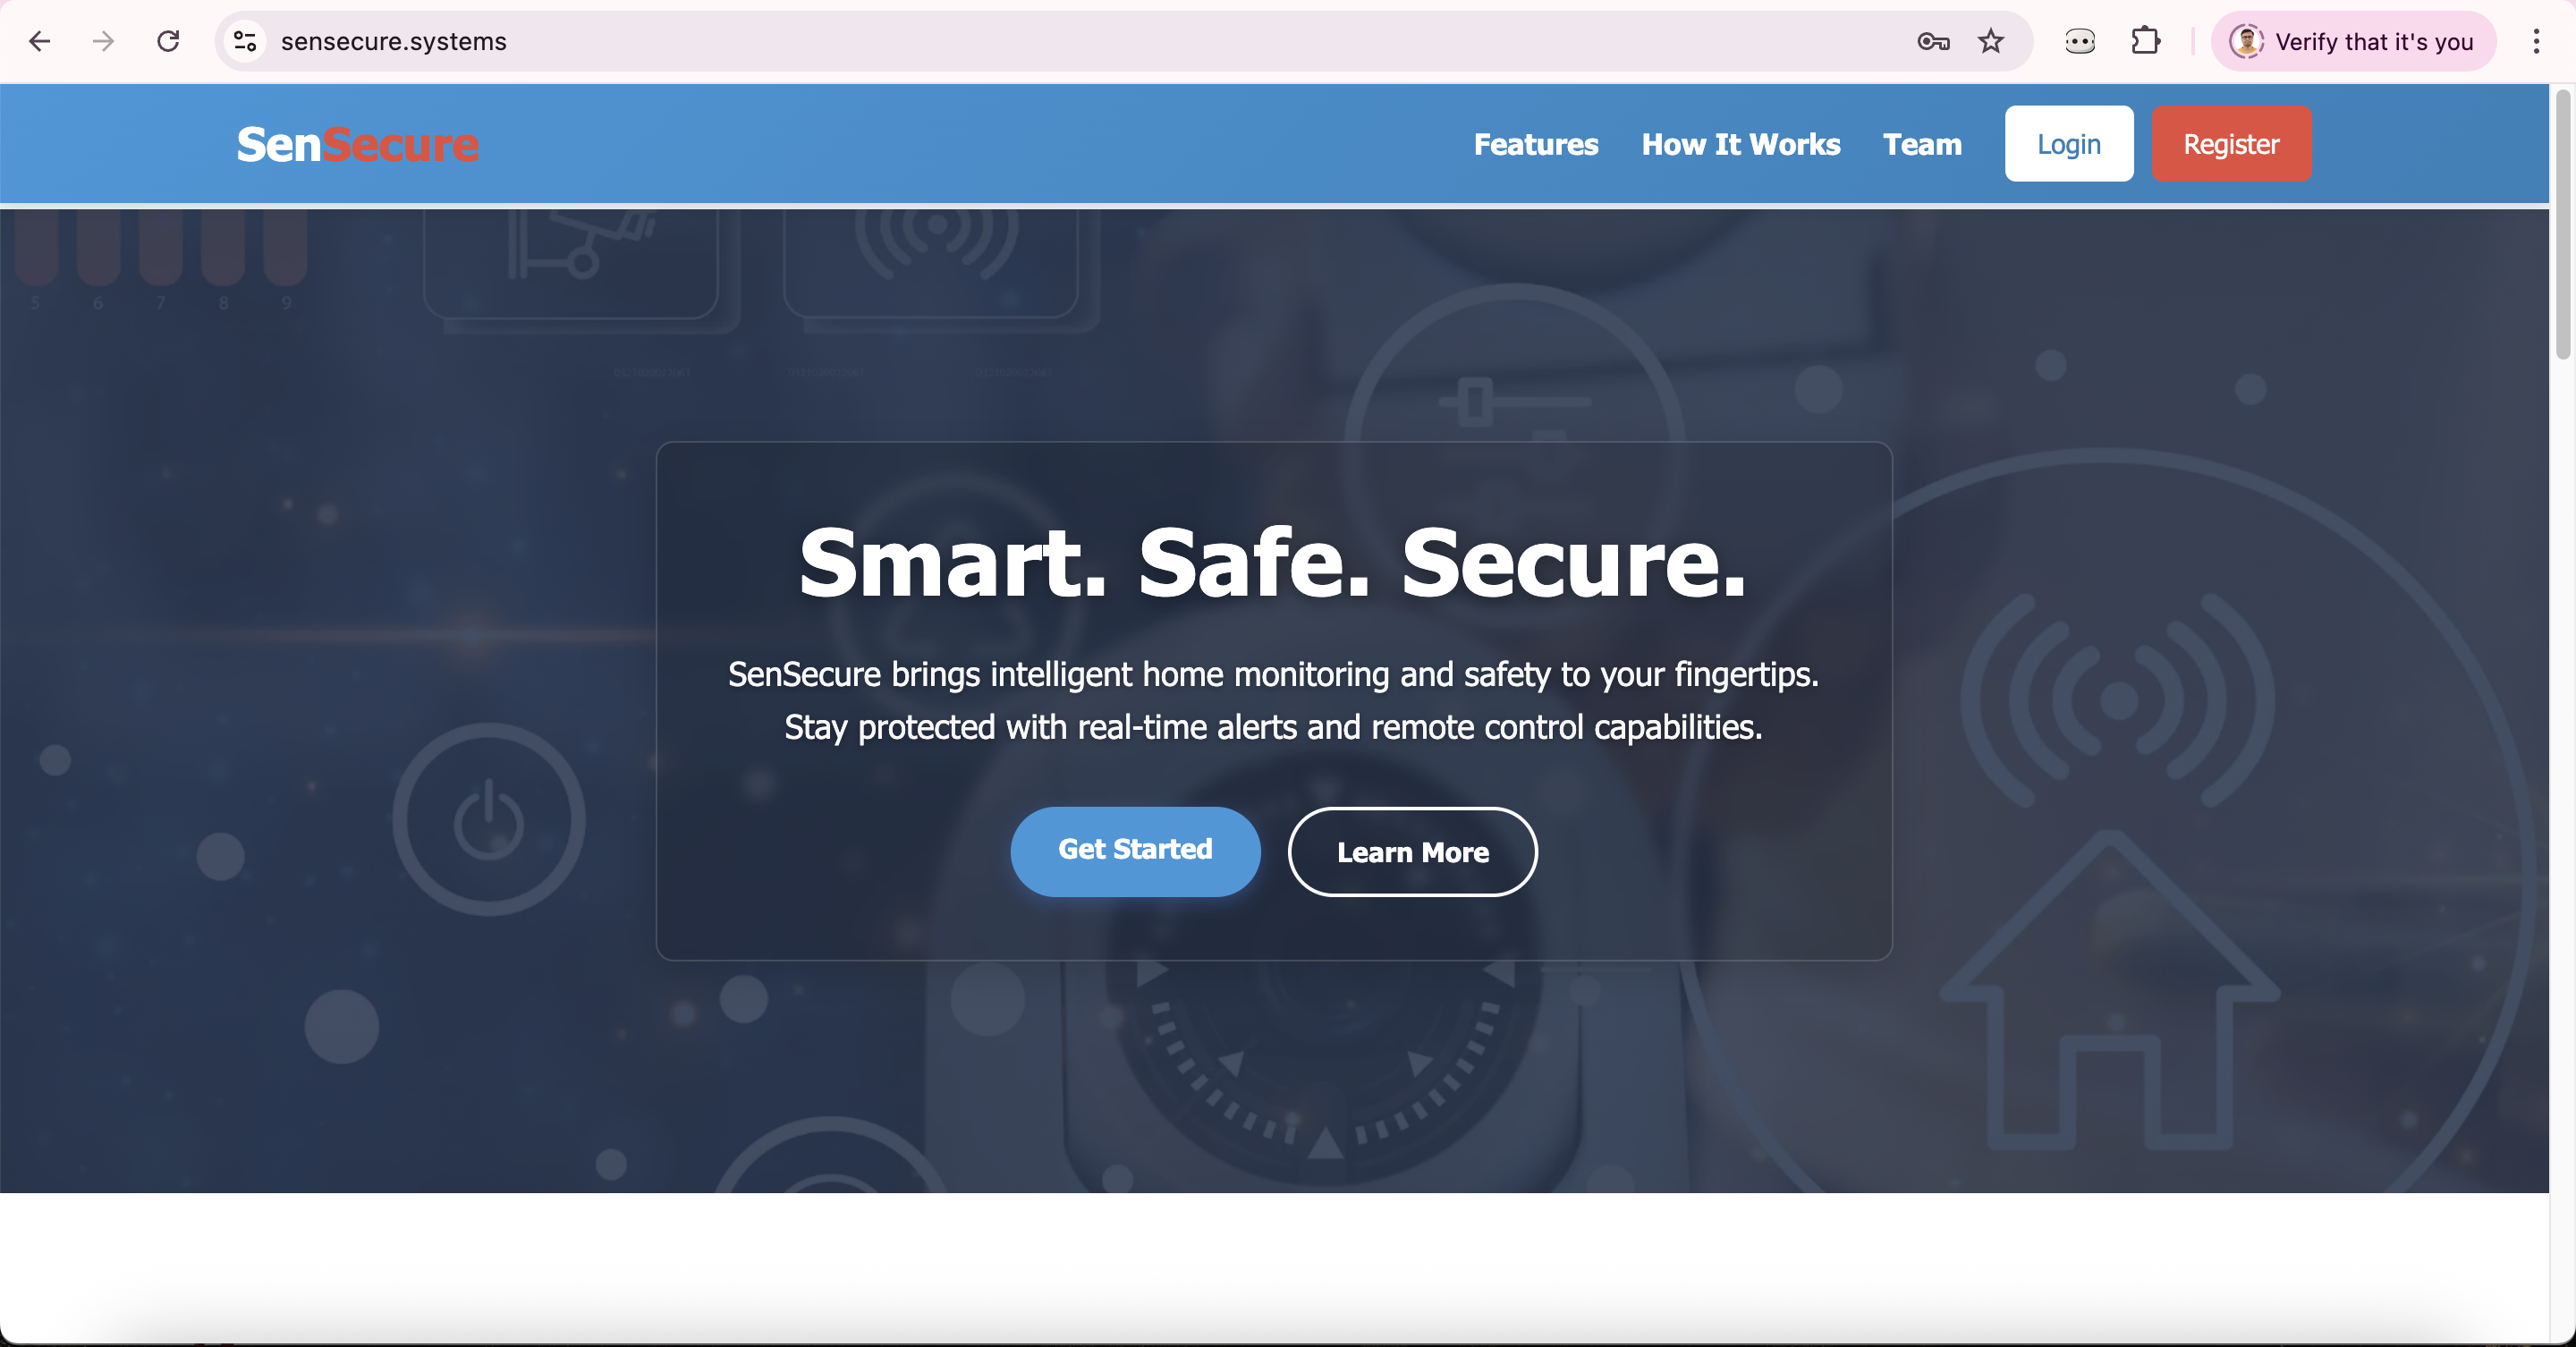 sensecure.systems
Verify that it's you
SenSecure
Features
How It Works
Team
Login
Register
5 6 7 8 9
Smart. Safe. Secure.
SenSecure brings intelligent home monitoring and safety to your fingertips.
Stay protected with real-time alerts and remote control capabilities.
Get Started
Learn More